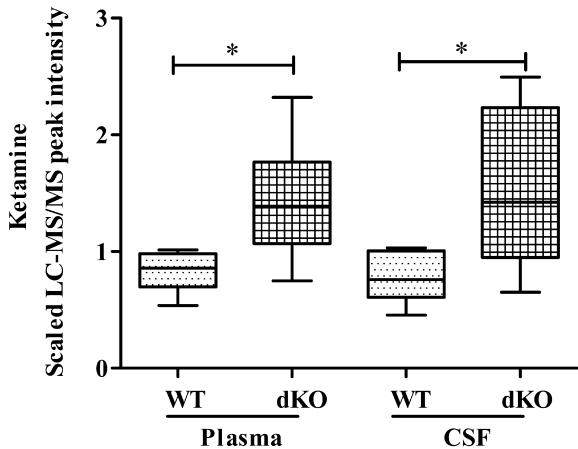 Ketamine
Scaled LC-MS/MS peak intensity
3
2
1
0
*
*
WT
dKO
WT
dKO
Plasma
CSF